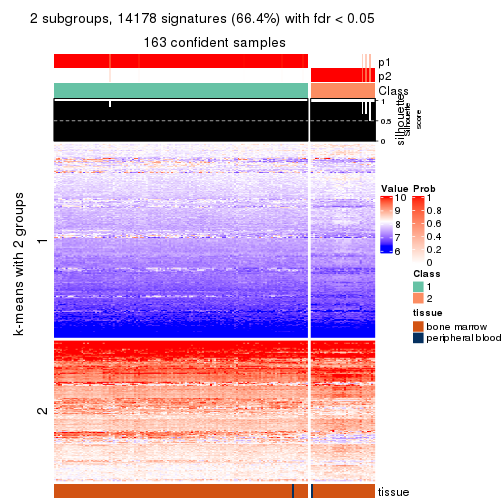 2 subgroups, 14178 signatures (66.4%) with fdr < 0.05
163 confident samples
p1
p2
Class
1
0.5
0
silhouette
Silhouette
score
k-means with 2 groups
1
2
Value
10
9
8
7
6
Prob
1
0.8
0.6
0.4
0.2
0
Class
1
2
tissue
bone marrow
peripheral blood
tissue